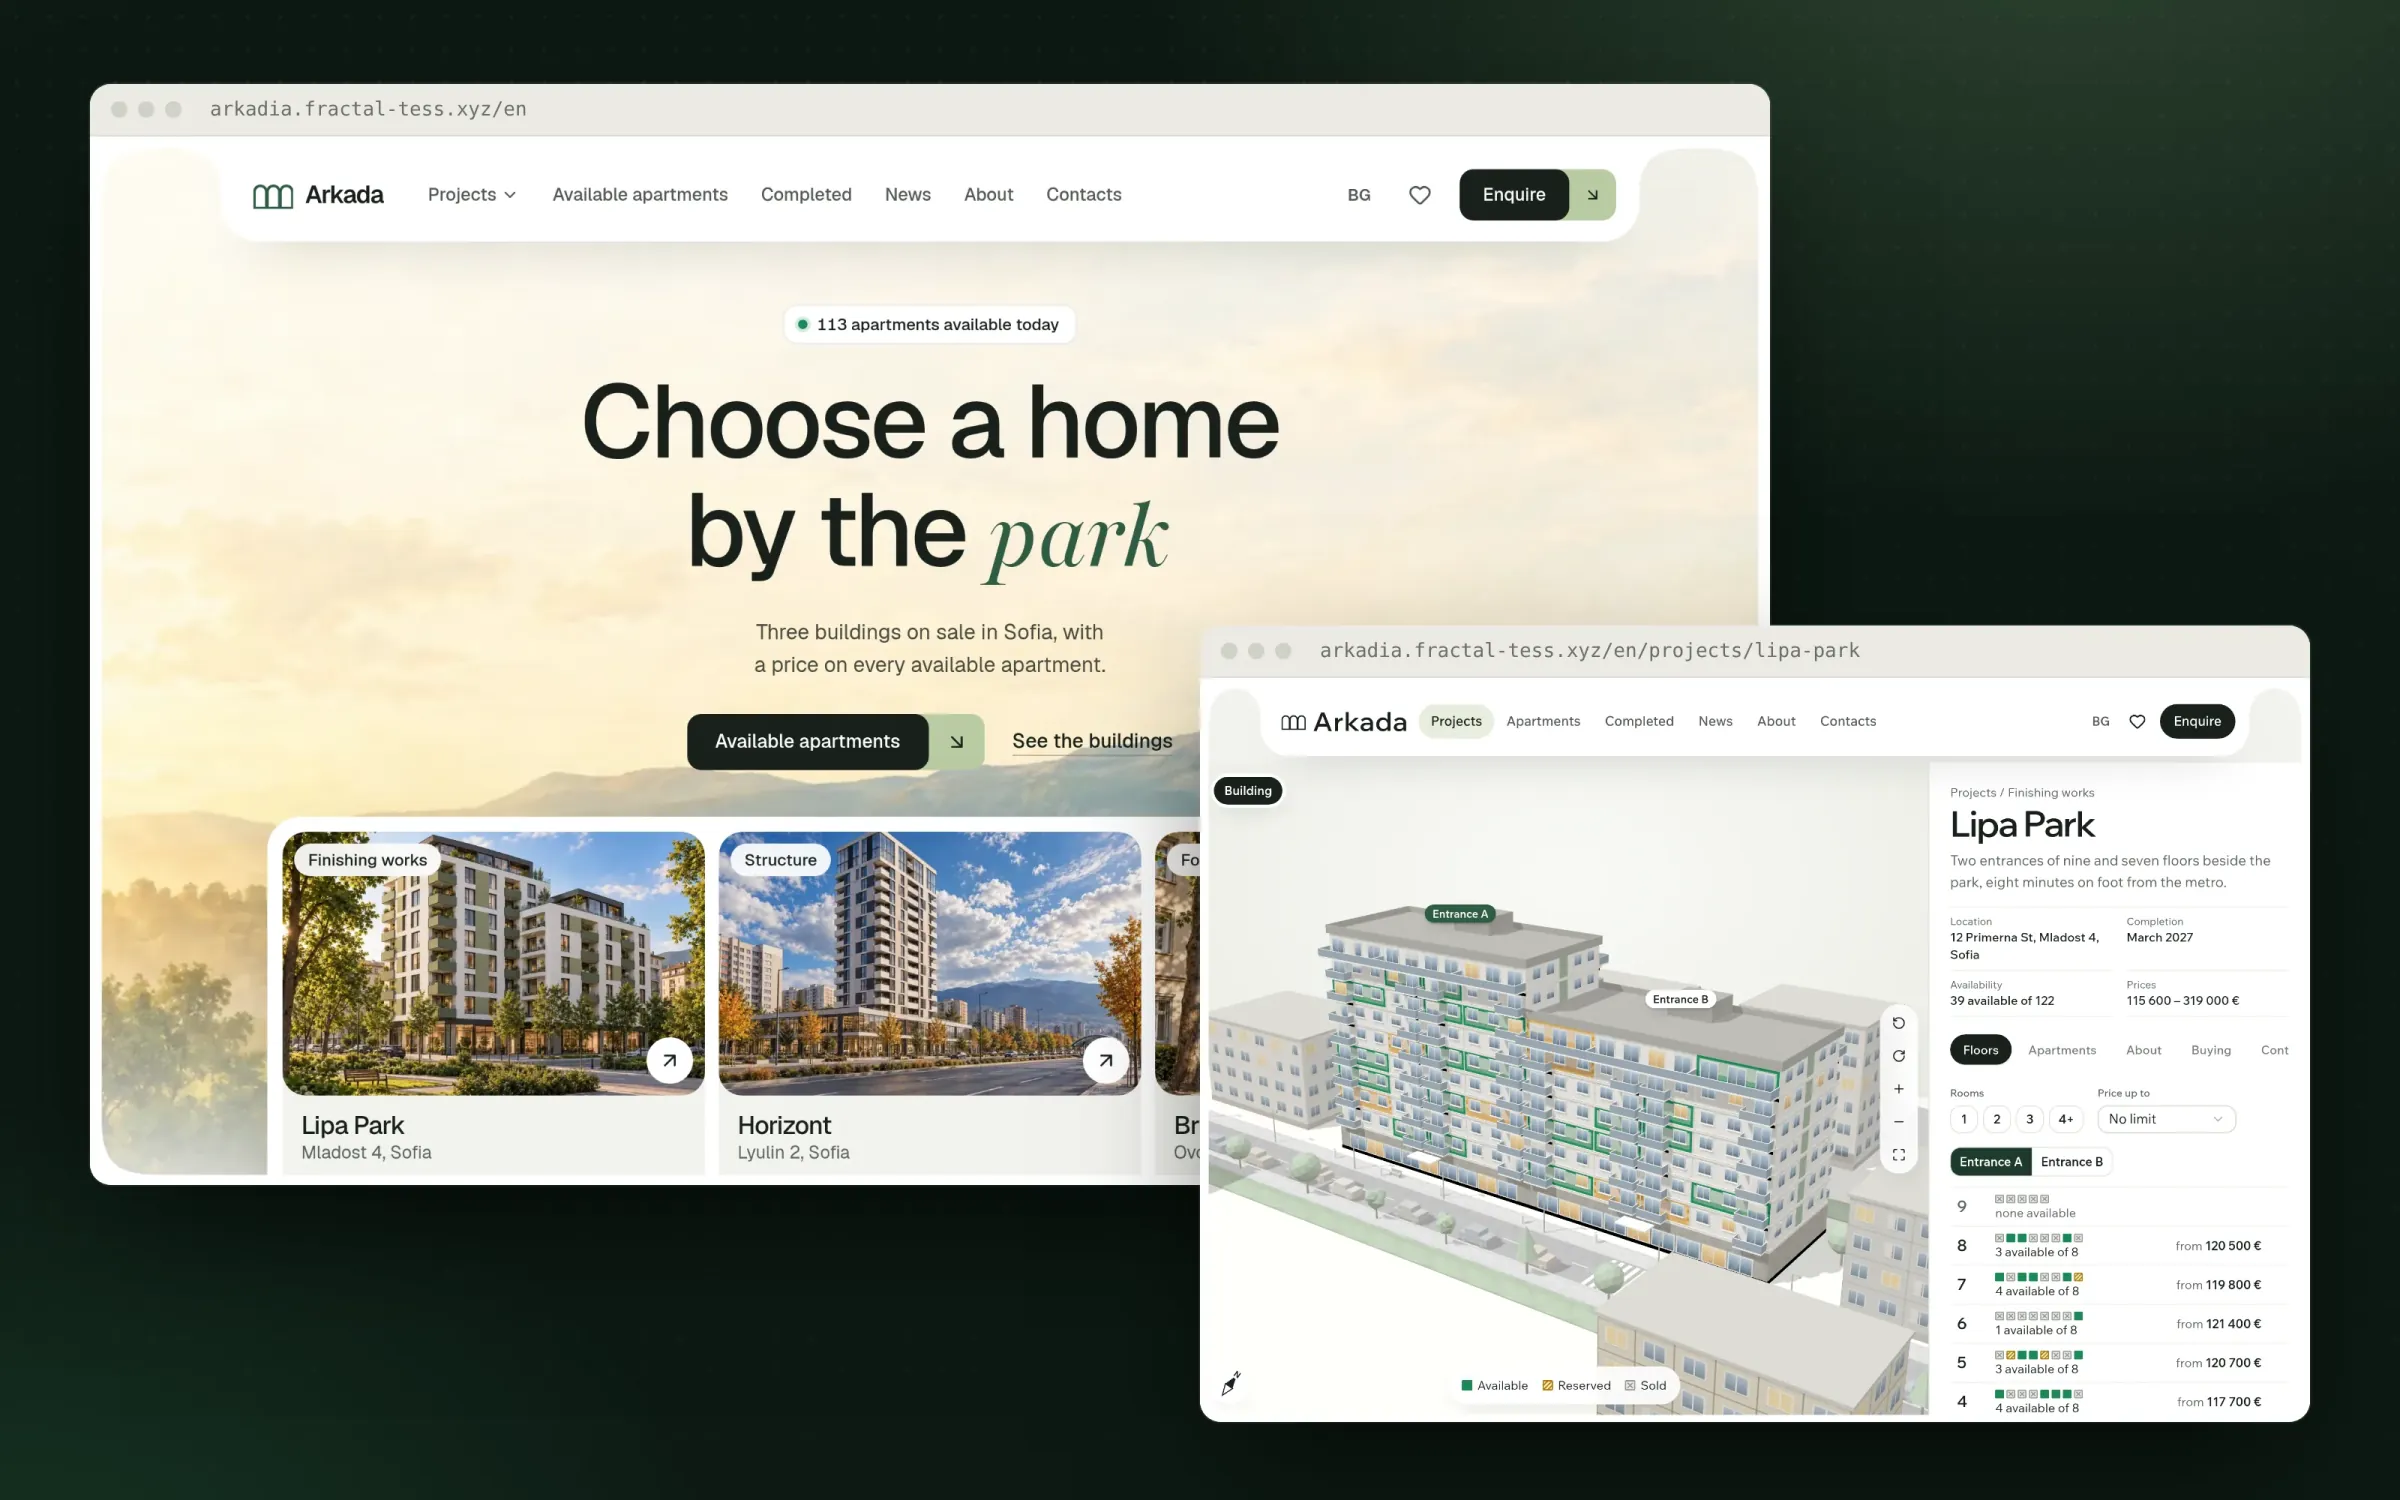 arkadia.fractal-tess.xyz/en
Arkada
Projects
Available apartments
Completed
News
About
Contacts
BG
Enquire
113 apartments available today
Choose a home
by the park
Three buildings on sale in Sofia, with
a price on every available apartment.
Available apartments
See the buildings
Finishing works
Lipa Park
Mladost 4, Sofia
Structure
Horizont
Lyulin 2, Sofia
arkadia.fractal-tess.xyz/en/projects/lipa-park
Arkada
Projects
Apartments
Completed
News
About
Contacts
BG
Enquire
Building
Entrance A
Entrance B
Available
Reserved
Sold
Projects / Finishing works
Lipa Park
Two entrances of nine and seven floors beside the
park, eight minutes on foot from the metro.
Location
12 Primerna St, Mladost 4,
Sofia
Completion
March 2027
Availability
39 available of 122
Prices
115 600 – 319 000 €
Floors
Apartments
About
Buying
Cont
Rooms
1 2 3 4+
Price up to
No limit
Entrance A
Entrance B
9
none available
8
3 available of 8
from 120 500 €
7
4 available of 8
from 119 800 €
6
1 available of 8
from 121 400 €
5
3 available of 8
from 120 700 €
4
4 available of 8
from 117 700 €